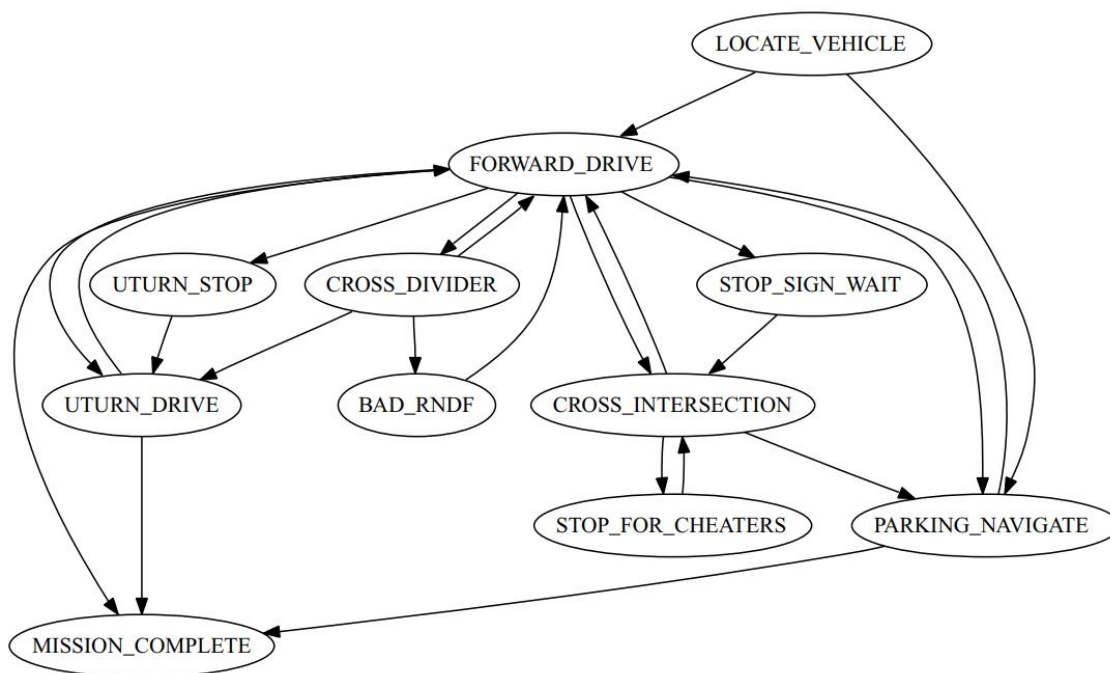 LOCATE_VEHICLE
FORWARD_DRIVE
UTURN_STOP
CROSS_DIVIDER
STOP_SIGN_WAIT
UTURN_DRIVE
BAD_RNDF
CROSS_INTERSECTION
STOP_FOR_CHEATERS
PARKING_NAVIGATE
MISSION_COMPLETE